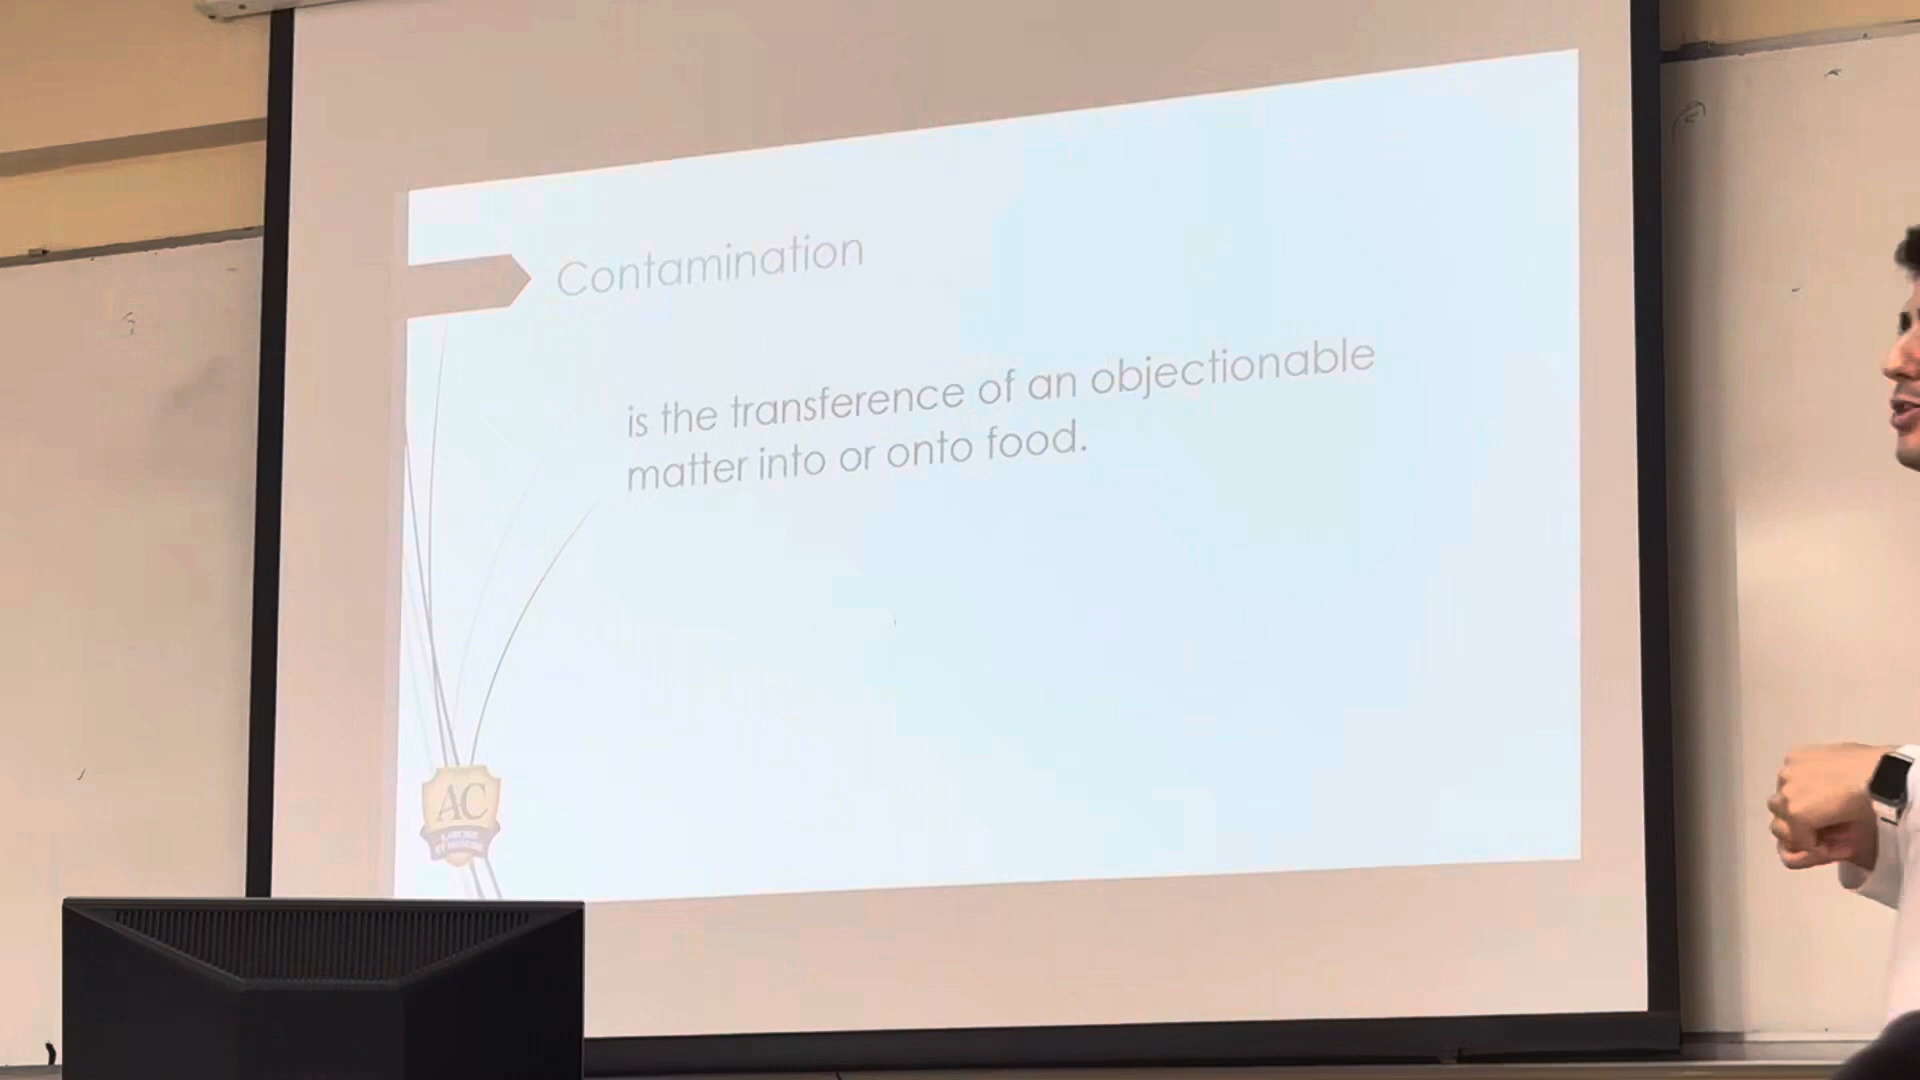 Contamination
is the transference of an objectionable
matter into or onto food.
AC